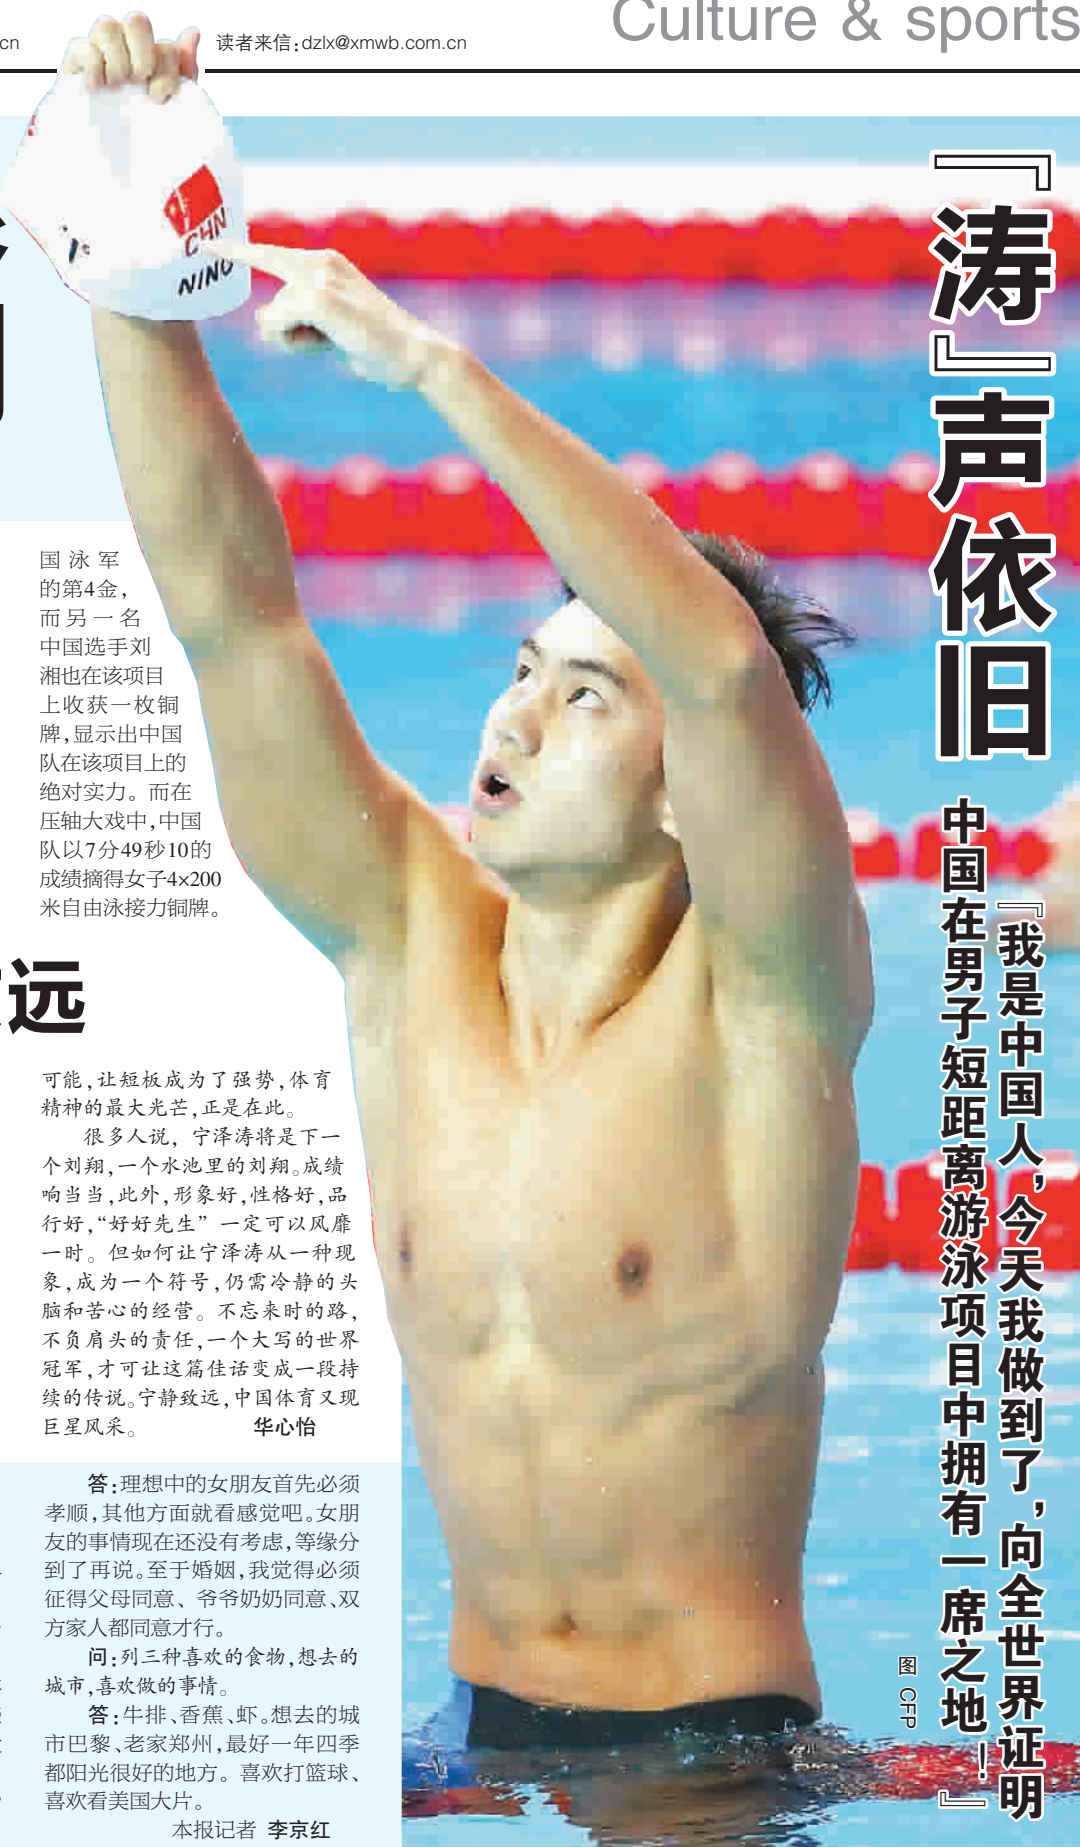 cn
读者来信:dzlx@xmwb.com.cn
Culture & sports
CHN
NING
『涛』声依旧
『我是中国人,今天我做到了,向全世界证明
中国在男子短距离游泳项目中拥有一席之地!』
图 CFP
国泳军
的第4金,
而另一名
中国选手刘
湘也在该项目
上收获一枚铜
牌,显示出中国
队在该项目上的
绝对实力。而在
压轴大戏中,中国
队以7分49秒10的
成绩摘得女子4×200
米自由泳接力铜牌。
远
可能,让短板成为了强势,体育
精神的最大光芒,正是在此。
很多人说,宁泽涛将是下一
个刘翔,一个水池里的刘翔。成绩
响当当,此外,形象好,性格好,品
行好,“好好先生”一定可以风靡
一时。但如何让宁泽涛从一种现
象,成为一个符号,仍需冷静的头
脑和苦心的经营。不忘来时的路,
不负肩头的责任,一个大写的世界
冠军,才可让这篇佳话变成一段持
续的传说。宁静致远,中国体育又现
巨星风采。 华心怡
答:理想中的女朋友首先必须
孝顺,其他方面就看感觉吧。女朋
友的事情现在还没有考虑,等缘分
到了再说。至于婚姻,我觉得必须
征得父母同意、爷爷奶奶同意、双
方家人都同意才行。
问:列三种喜欢的食物,想去的
城市,喜欢做的事情。
答:牛排、香蕉、虾。想去的城
市巴黎、老家郑州,最好一年四季
都阳光很好的地方。喜欢打篮球、
喜欢看美国大片。
本报记者 李京红